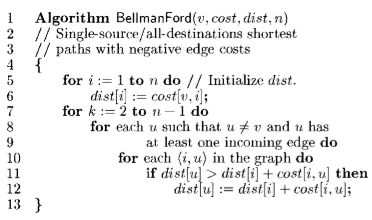 1 Algorithm BellmanFord(v, cost, dist, n)
2 // Single-source/all-destinations shortest
3 // paths with negative edge costs
4 {
5 for i := 1 to n do // Initialize dist.
6 dist[i] := cost[v, i];
7 for k := 2 to n − 1 do
8 for each u such that u ≠ v and u has
9 at least one incoming edge do
10 for each ⟨i, u⟩ in the graph do
11 if dist[u] > dist[i] + cost[i, u] then
12 dist[u] := dist[i] + cost[i, u];
13 }